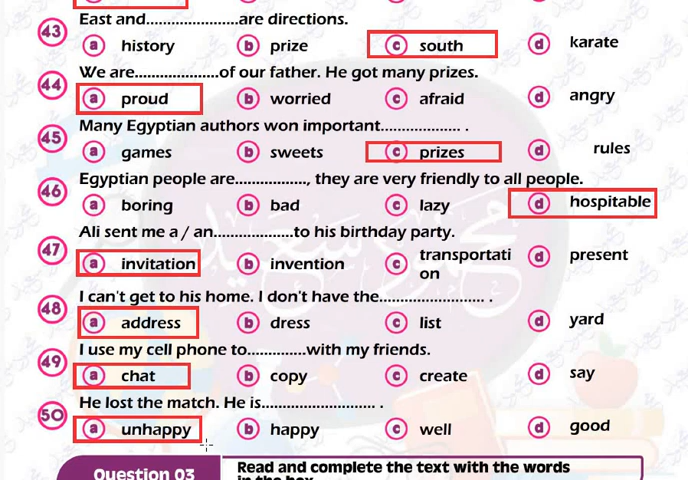 43 East and........................are directions.
a history b prize c south d karate
44 We are.....................of our father. He got many prizes.
a proud b worried c afraid d angry
45 Many Egyptian authors won important.................... .
a games b sweets c prizes d rules
46 Egyptian people are.................., they are very friendly to all people.
a boring b bad c lazy d hospitable
47 Ali sent me a / an....................to his birthday party.
a invitation b invention c transportati d present
on
48 I can't get to his home. I don't have the.......................... .
a address b dress c list d yard
49 I use my cell phone to...............with my friends.
a chat b copy c create d say
50 He lost the match. He is............................ .
a unhappy b happy c well d good
Question 03 Read and complete the text with the words
in the box